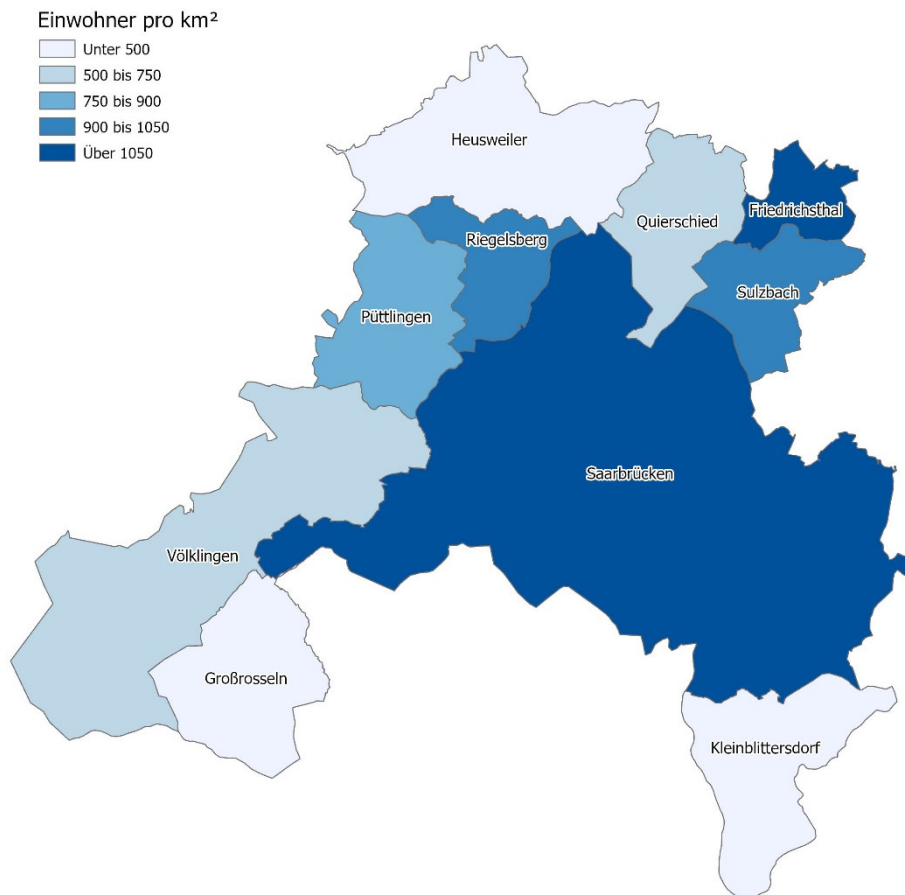 Einwohner pro km²
Unter 500
500 bis 750
750 bis 900
900 bis 1050
Über 1050
Heusweiler
Friedrichsthal
Quierschied
Riegelsberg
Sulzbach
Püttlingen
Saarbrücken
Völklingen
Großrosseln
Kleinblittersdorf